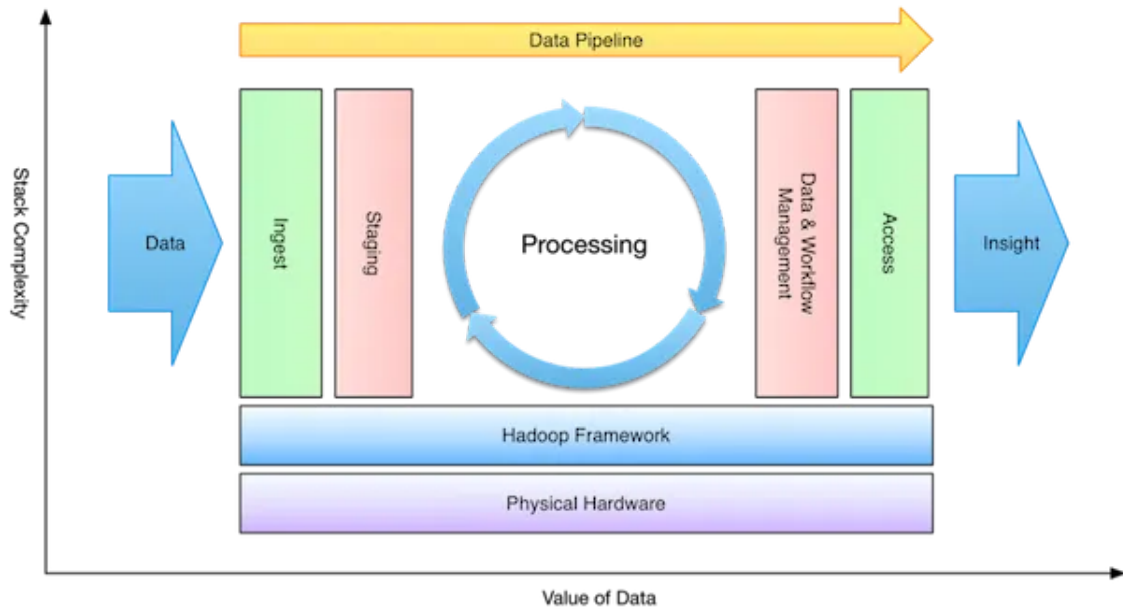 Data Pipeline
Stack Complexity
Data
Ingest
Staging
Processing
Data & Workflow
Management
Access
Insight
Hadoop Framework
Physical Hardware
Value of Data